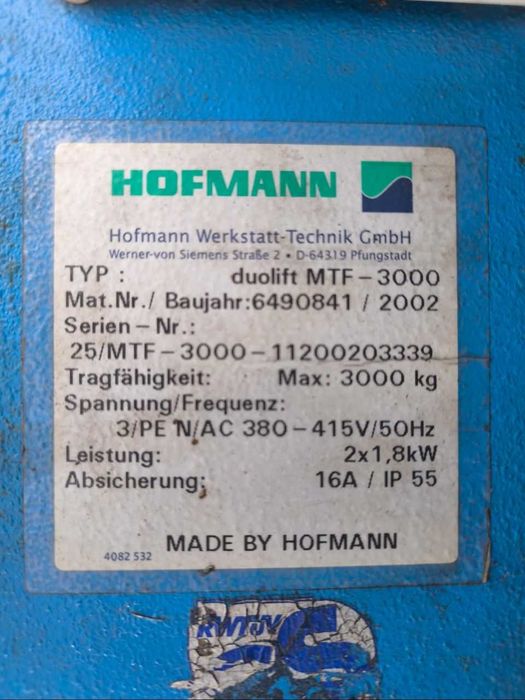 HOFMANN
Hofmann Werkstatt-Technik GmbH
Werner-von Siemens Straße 2 • D-64319 Pfungstadt
TYP : duolift MTF-3000
Mat.Nr./ Baujahr:6490841 / 2002
Serien-Nr.:
25/MTF-3000-11200203339
Tragfähigkeit: Max: 3000 kg
Spannung/Frequenz:
3/PE N/AC 380-415V/50Hz
Leistung: 2x1,8kW
Absicherung: 16A / IP 55
MADE BY HOFMANN
4082 532
RWTÜV